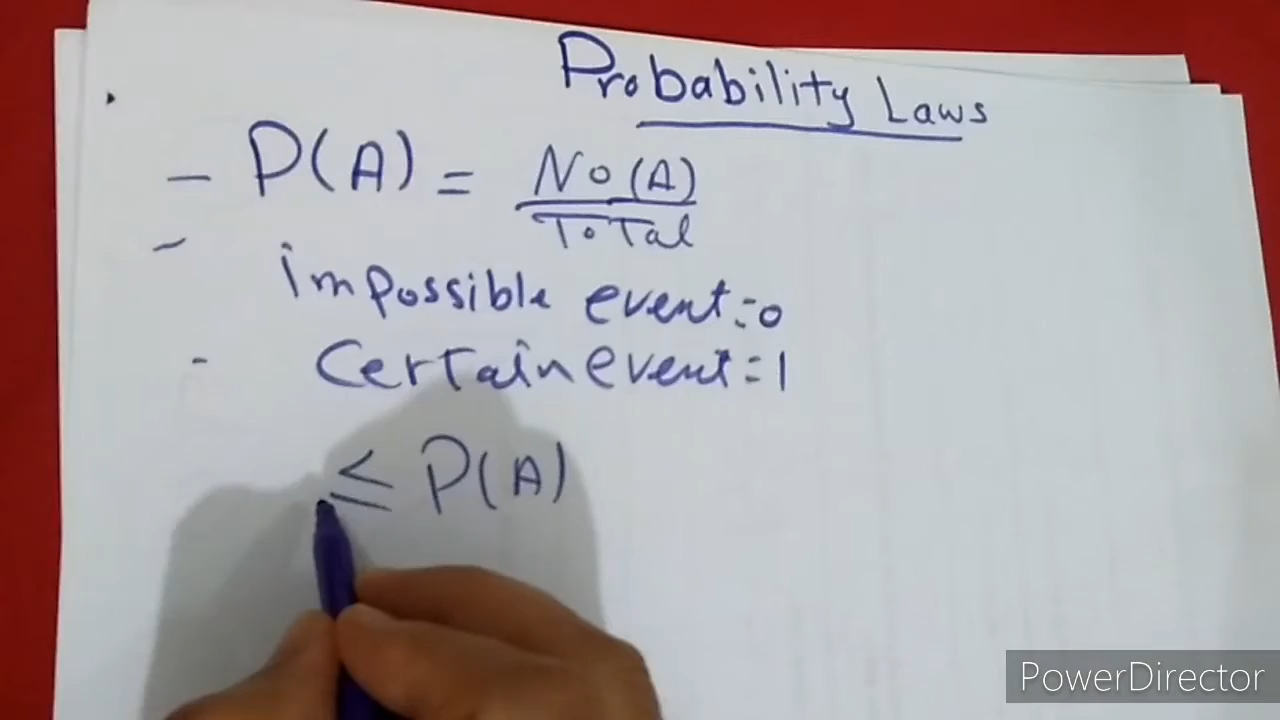 Probability Laws
- P(A) = No(A) / Total
- impossible event = 0
- Certain event = 1
≤ P(A)
PowerDirector